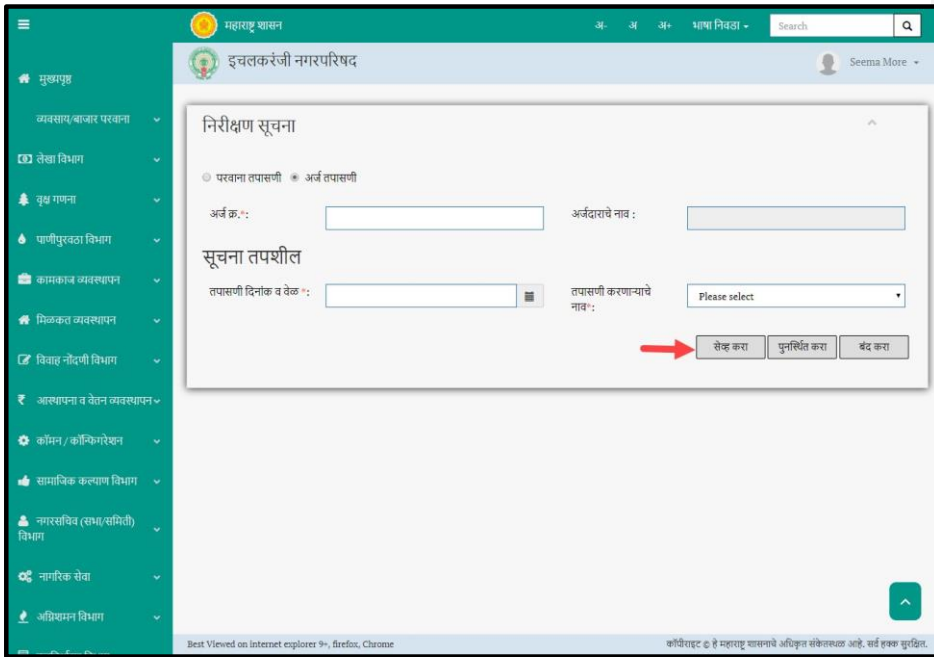 महाराष्ट्र शासन
अ- अ अ+ भाषा निवडा Search
इचलकरंजी नगरपरिषद
Seema More
मुख्यपृष्ठ
व्यवसाय/बाजार परवाना
लेखा विभाग
वृक्ष गणना
पाणीपुरवठा विभाग
कामकाज व्यवस्थापन
मिळकत व्यवस्थापन
विवाह नोंदणी विभाग
आस्थापना व वेतन व्यवस्थापन
कॉमन / कॉन्फिगरेशन
सामाजिक कल्याण विभाग
नगरसचिव (सभा/समिती)
विभाग
नागरिक सेवा
अग्निशमन विभाग
निरीक्षण सूचना
परवाना तपासणी अर्ज तपासणी
अर्ज क्र.*: अर्जदाराचे नाव :
सूचना तपशील
तपासणी दिनांक व वेळ *: तपासणी करणाऱ्याचे
नाव*: Please select
सेव्ह करा पुनर्स्थित करा बंद करा
Best Viewed on internet explorer 9+, firefox, Chrome
कॉपीराइट © हे महाराष्ट्र शासनाचे अधिकृत संकेतस्थळ आहे. सर्व हक्क सुरक्षित.